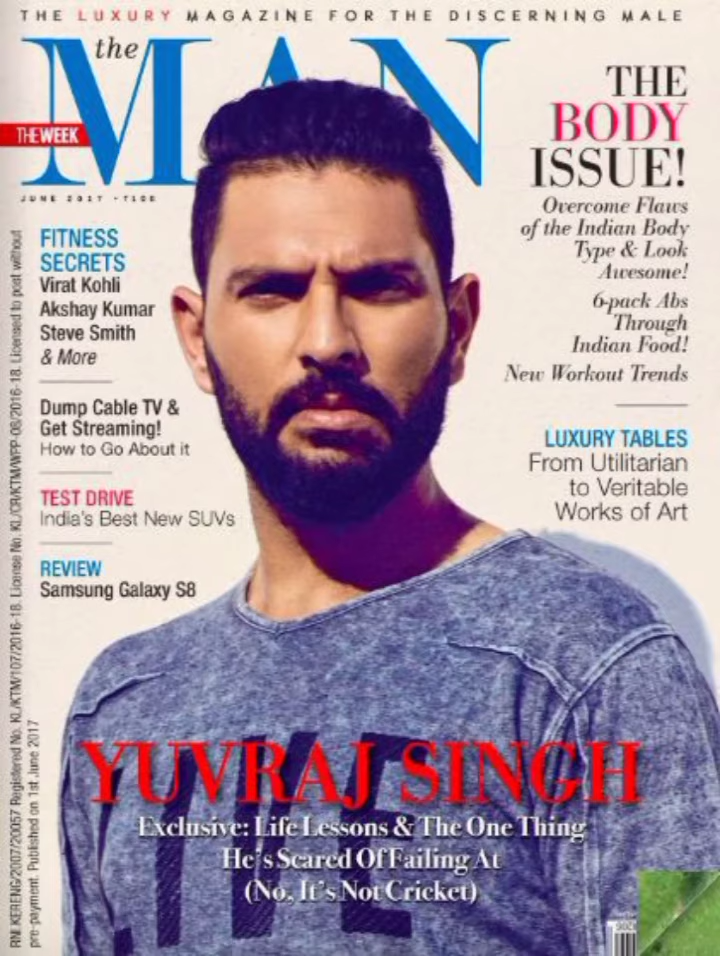 THE LUXURY MAGAZINE FOR THE DISCERNING MALE
the
MAN
THE WEEK
JUNE 2017 • ₹100
THE
BODY
ISSUE!
Overcome Flaws
of the Indian Body
Type & Look
Awesome!
6-pack Abs
Through
Indian Food!
New Workout Trends
FITNESS
SECRETS
Virat Kohli
Akshay Kumar
Steve Smith
& More
Dump Cable TV &
Get Streaming!
How to Go About it
TEST DRIVE
India's Best New SUVs
REVIEW
Samsung Galaxy S8
LUXURY TABLES
From Utilitarian
to Veritable
Works of Art
LIVE
YUVRAJ SINGH
Exclusive: Life Lessons & The One Thing
He's Scared Of Failing At
(No, It's Not Cricket)
RNI.KERENG/2007/20057 Registered No. KL/KTM/107/2016-18. License No. KL/CR/KTM/WPP-08/2016-18. Licensed to post without
pre-payment. Published on 1st June 2017